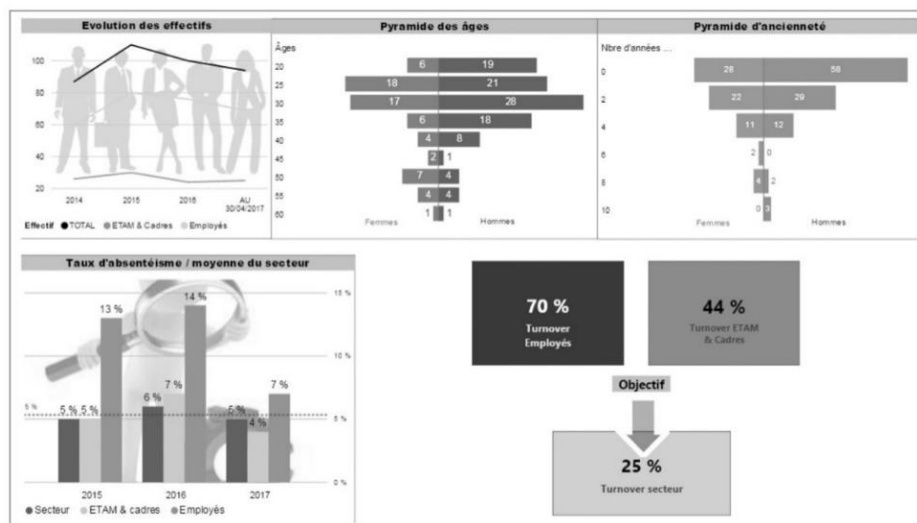 Evolution des effectifs
100
80
60
40
20
2014
2015
2016
AU
30/04/2017
Effectif TOTAL ETAM & Cadres Employés
Pyramide des âges
Âges
20
6 19
25
18 21
30
17 28
35
6 18
40
4 8
45
2 1
50
7 4
55
4 4
60
1 1
Femmes
Hommes
Pyramide d'ancienneté
Nbre d'années ...
0
28 58
2
22 29
4
11 12
6
2 0
8
4 2
10
0 3
Femmes
Hommes
Taux d'absentéisme / moyenne du secteur
15 %
10 %
5 %
0 %
5 %
5 % 5 % 13 %
6 % 7 % 14 %
5 % 4 % 7 %
2015
2016
2017
Secteur ETAM & cadres Employés
70 %
Turnover
Employés
44 %
Turnover ETAM
& Cadres
Objectif
25 %
Turnover secteur